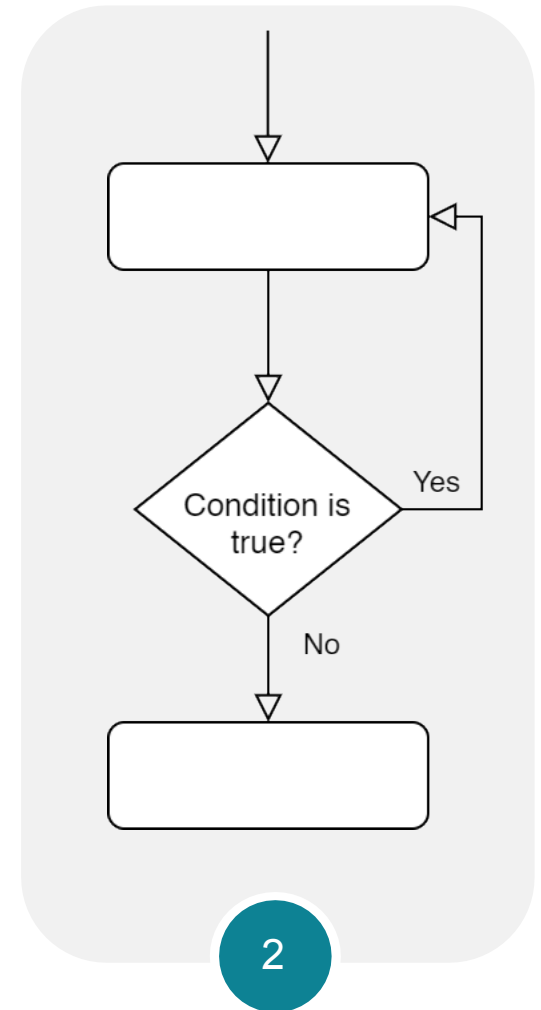 Condition is
true?
Yes
No
2